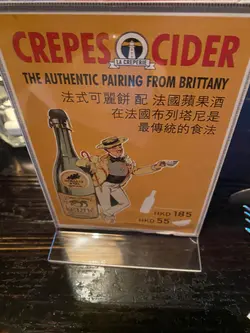 CREPES CIDER
LA CREPERIE
THE AUTHENTIC PAIRING FROM BRITTANY
法式可麗餅 配 法國蘋果酒
在法國布列塔尼是
最傳統的食法
HKD 185
HKD 55